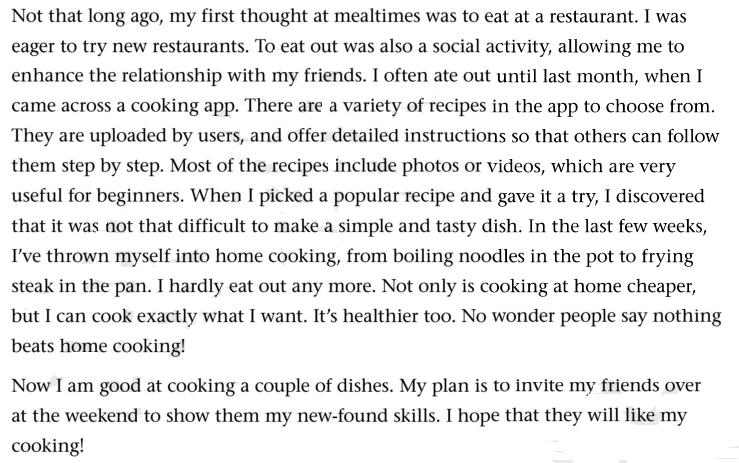 Not that long ago, my first thought at mealtimes was to eat at a restaurant. I was
eager to try new restaurants. To eat out was also a social activity, allowing me to
enhance the relationship with my friends. I often ate out until last month, when I
came across a cooking app. There are a variety of recipes in the app to choose from.
They are uploaded by users, and offer detailed instructions so that others can follow
them step by step. Most of the recipes include photos or videos, which are very
useful for beginners. When I picked a popular recipe and gave it a try, I discovered
that it was not that difficult to make a simple and tasty dish. In the last few weeks,
I've thrown myself into home cooking, from boiling noodles in the pot to frying
steak in the pan. I hardly eat out any more. Not only is cooking at home cheaper,
but I can cook exactly what I want. It's healthier too. No wonder people say nothing
beats home cooking!
Now I am good at cooking a couple of dishes. My plan is to invite my friends over
at the weekend to show them my new-found skills. I hope that they will like my
cooking!